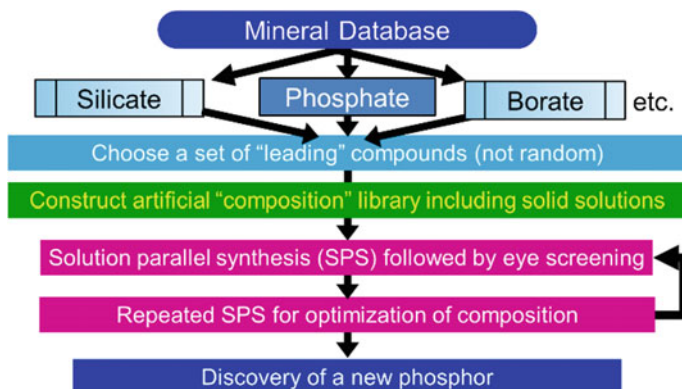 Mineral Database
Silicate
Phosphate
Borate
etc.
Choose a set of “leading” compounds (not random)
Construct artificial “composition” library including solid solutions
Solution parallel synthesis (SPS) followed by eye screening
Repeated SPS for optimization of composition
Discovery of a new phosphor